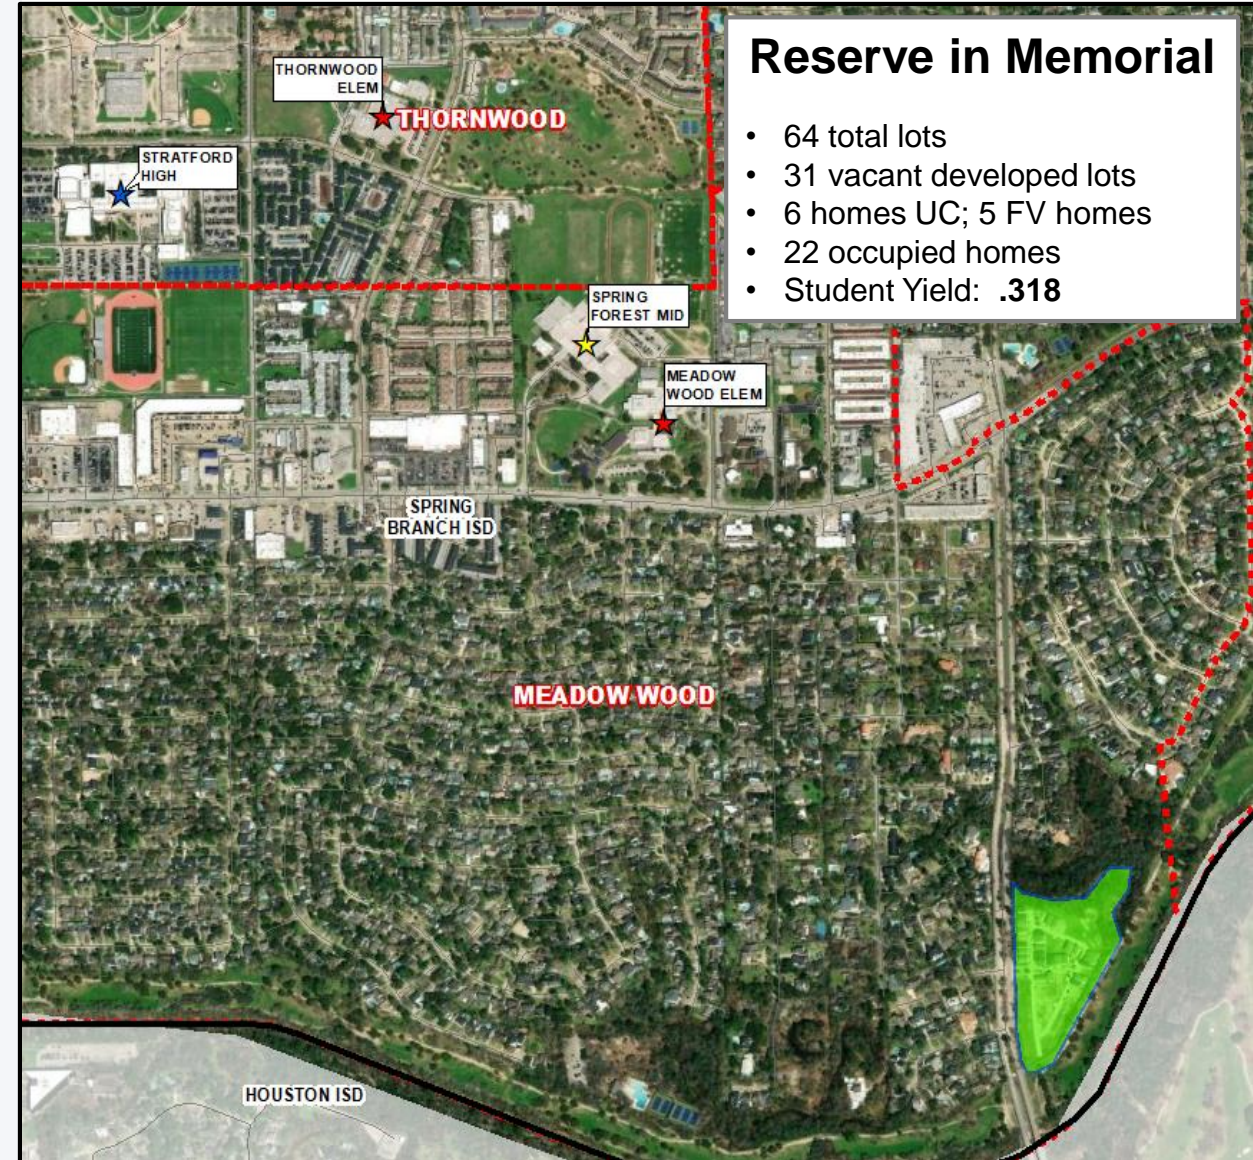 Reserve in Memorial
• 64 total lots
• 31 vacant developed lots
• 6 homes UC; 5 FV homes
• 22 occupied homes
• Student Yield: .318
THORNWOOD
ELEM
THORNWOOD
STRATFORD
HIGH
SPRING
FOREST MID
MEADOW
WOOD ELEM
SPRING
BRANCH ISD
MEADOW WOOD
HOUSTON ISD